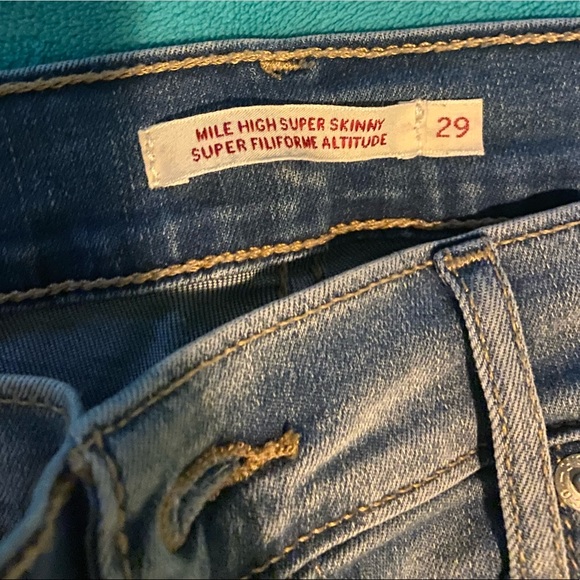 MILE HIGH SUPER SKINNY
SUPER FILIFORME ALTITUDE
29